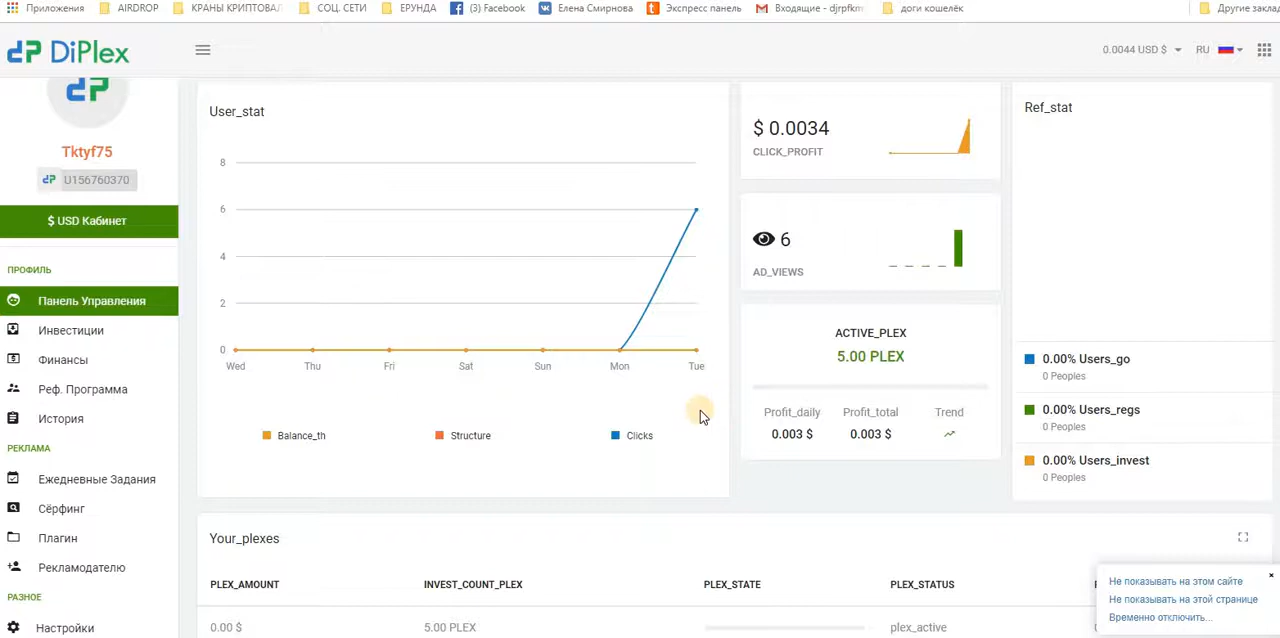 Приложения AIRDROP КРАНЫ КРИПТОВАЛ СОЦ. СЕТИ ЕРУНДА (3) Facebook Елена Смирнова Экспресс панель Входящие - djrpfkm доги кошелёк Другие заклад
DiPlex 0.0044 USD $ RU
Tktyf75
U156760370
$ USD Кабинет
ПРОФИЛЬ
Панель Управления
Инвестиции
Финансы
Реф. Программа
История
РЕКЛАМА
Ежедневные Задания
Сёрфинг
Плагин
Рекламодателю
РАЗНОЕ
Настройки
User_stat
8
6
4
2
0
Wed Thu Fri Sat Sun Mon Tue
Balance_th Structure Clicks
$ 0.0034
CLICK_PROFIT
6
AD_VIEWS
ACTIVE_PLEX
5.00 PLEX
Profit_daily Profit_total Trend
0.003 $ 0.003 $
Ref_stat
0.00% Users_go
0 Peoples
0.00% Users_regs
0 Peoples
0.00% Users_invest
0 Peoples
Your_plexes
PLEX_AMOUNT INVEST_COUNT_PLEX PLEX_STATE PLEX_STATUS
0.00 $ 5.00 PLEX plex_active
Не показывать на этом сайте
Не показывать на этой странице
Временно отключить...